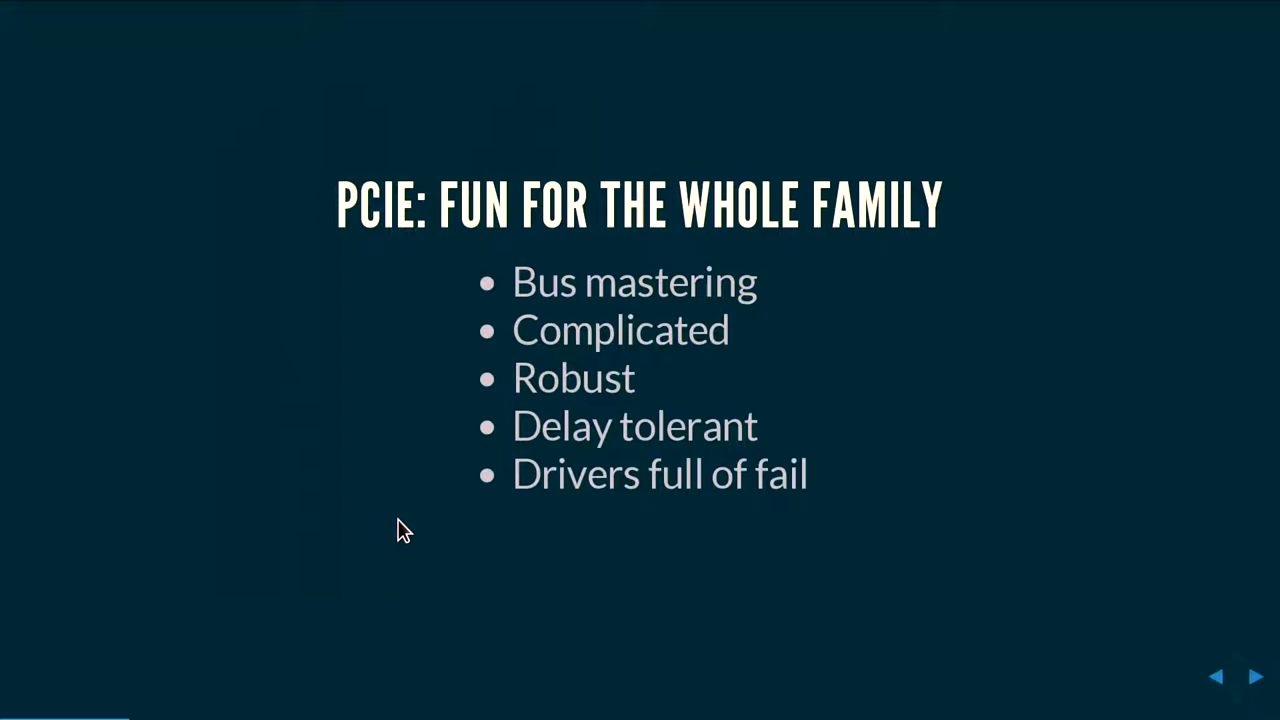 PCIE: FUN FOR THE WHOLE FAMILY
• Bus mastering
• Complicated
• Robust
• Delay tolerant
• Drivers full of fail